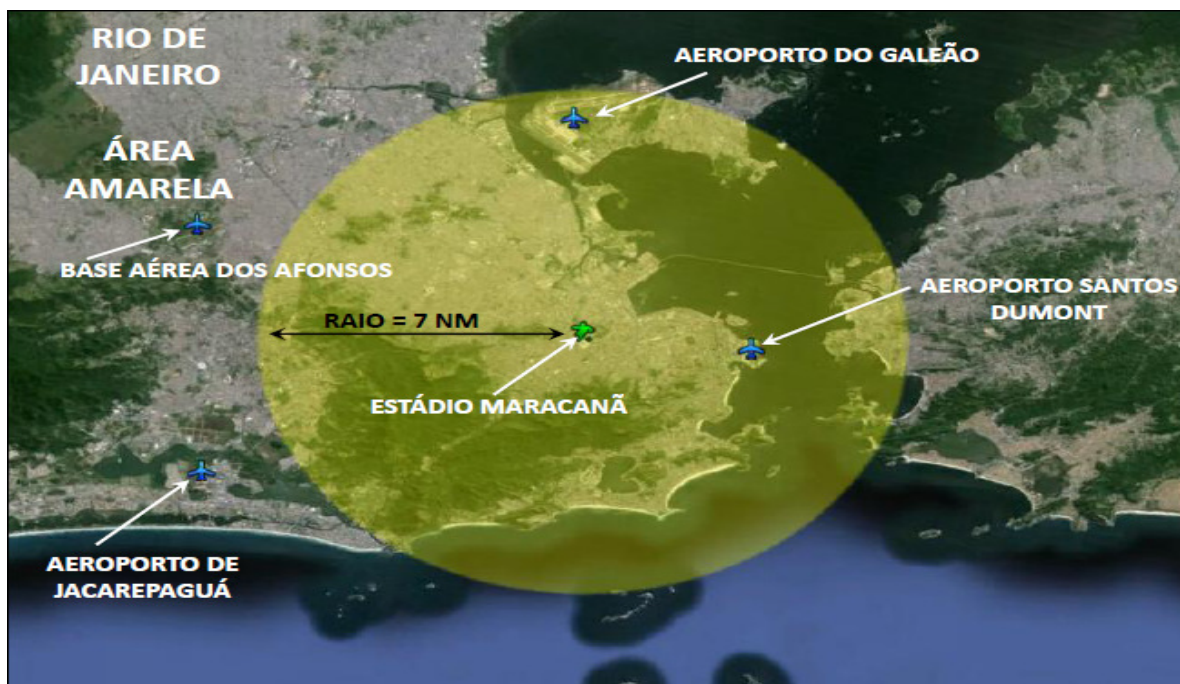 RIO DE
JANEIRO
AEROPORTO DO GALEÃO
ÁREA
AMARELA
BASE AÉREA DOS AFONSOS
AEROPORTO SANTOS
DUMONT
RAIO = 7 NM
ESTÁDIO MARACANÃ
AEROPORTO DE
JACAREPAGUÁ